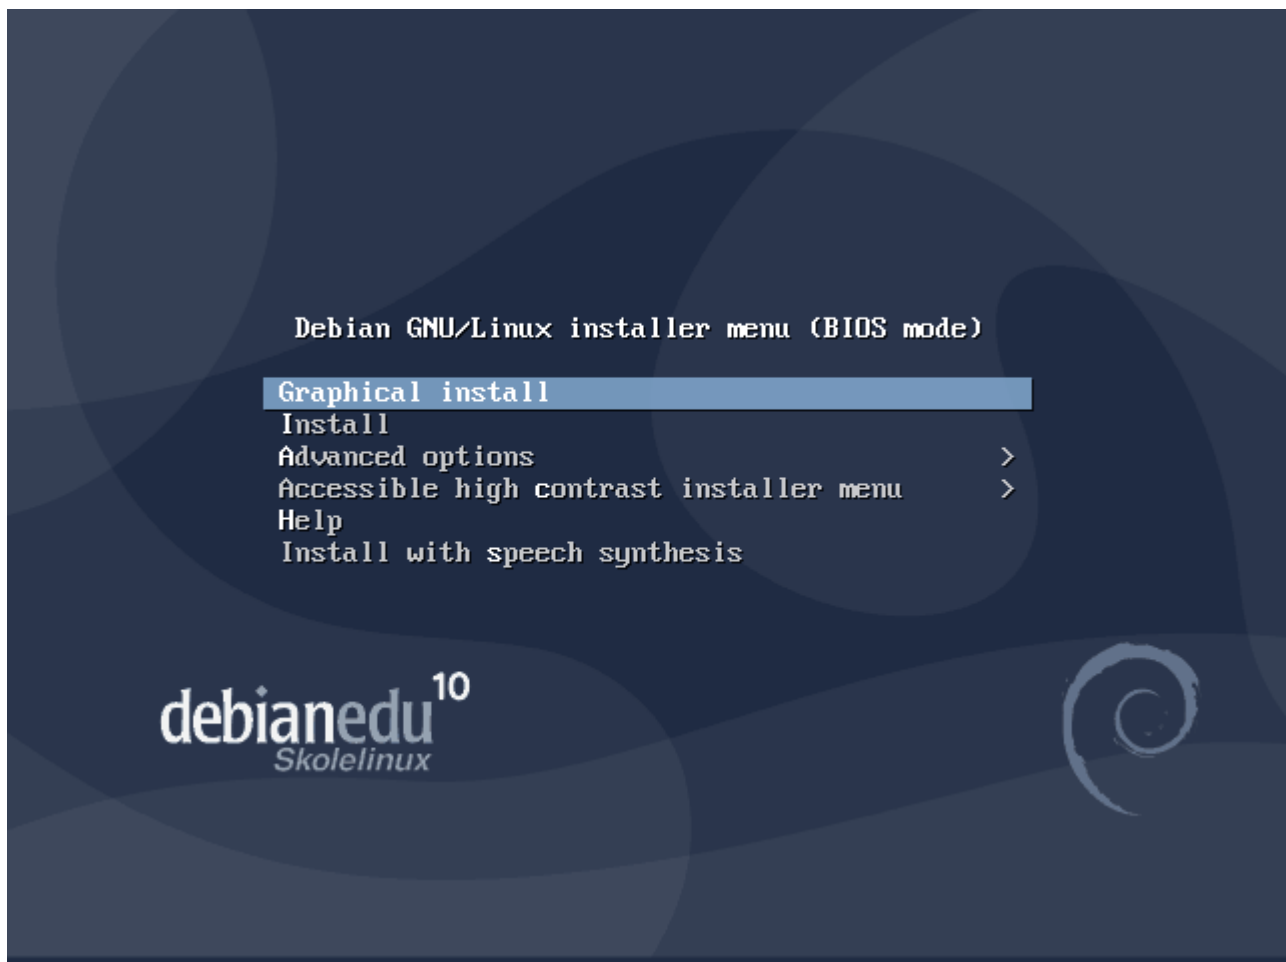 Debian GNU/Linux installer menu (BIOS mode)
Graphical install
Install
Advanced options >
Accessible high contrast installer menu >
Help
Install with speech synthesis
debianedu 10
Skolelinux